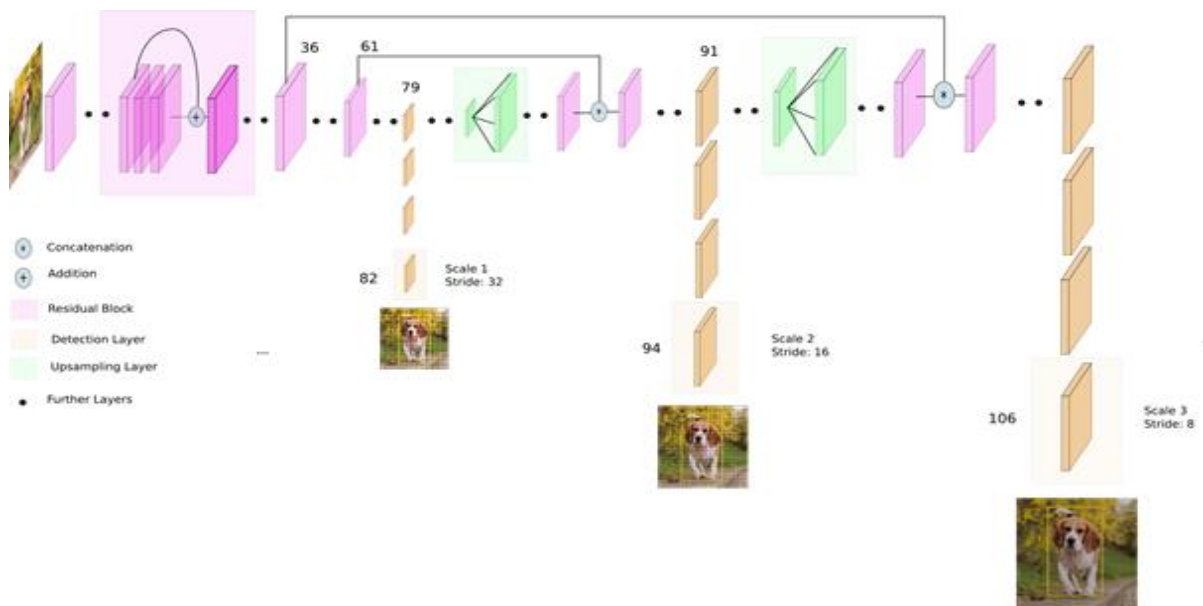 36
61
91
79
Concatenation
Addition
Residual Block
Detection Layer
Upsampling Layer
Further Layers
...
82
Scale 1
Stride: 32
94
Scale 2
Stride: 16
106
Scale 3
Stride: 8